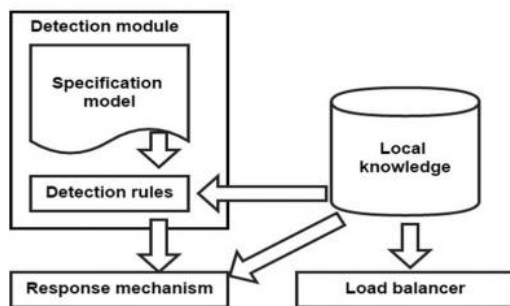 Detection module
Specification
model
Local
knowledge
Detection rules
Response mechanism
Load balancer